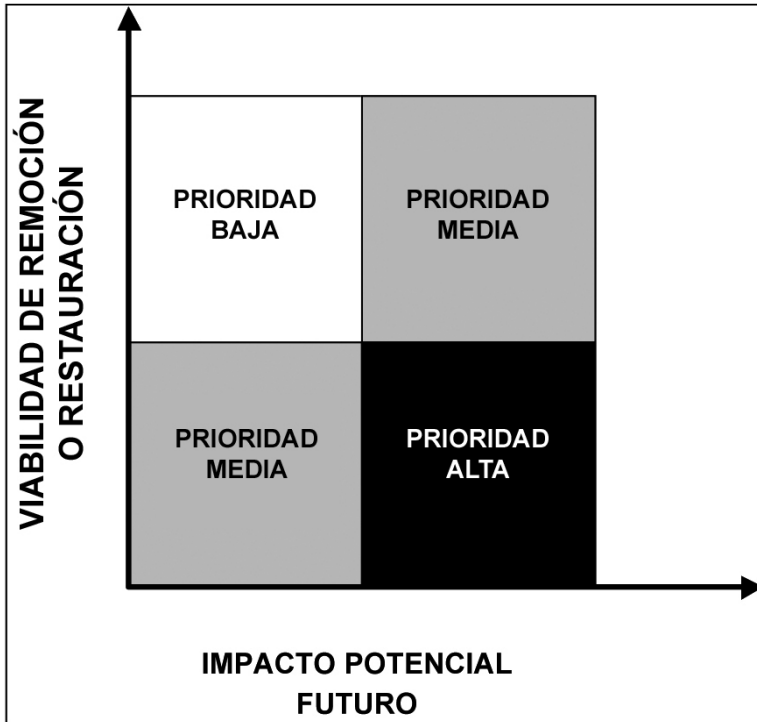 VIABILIDAD DE REMOCIÓN
O RESTAURACIÓN
PRIORIDAD
BAJA
PRIORIDAD
MEDIA
PRIORIDAD
MEDIA
PRIORIDAD
ALTA
IMPACTO POTENCIAL
FUTURO